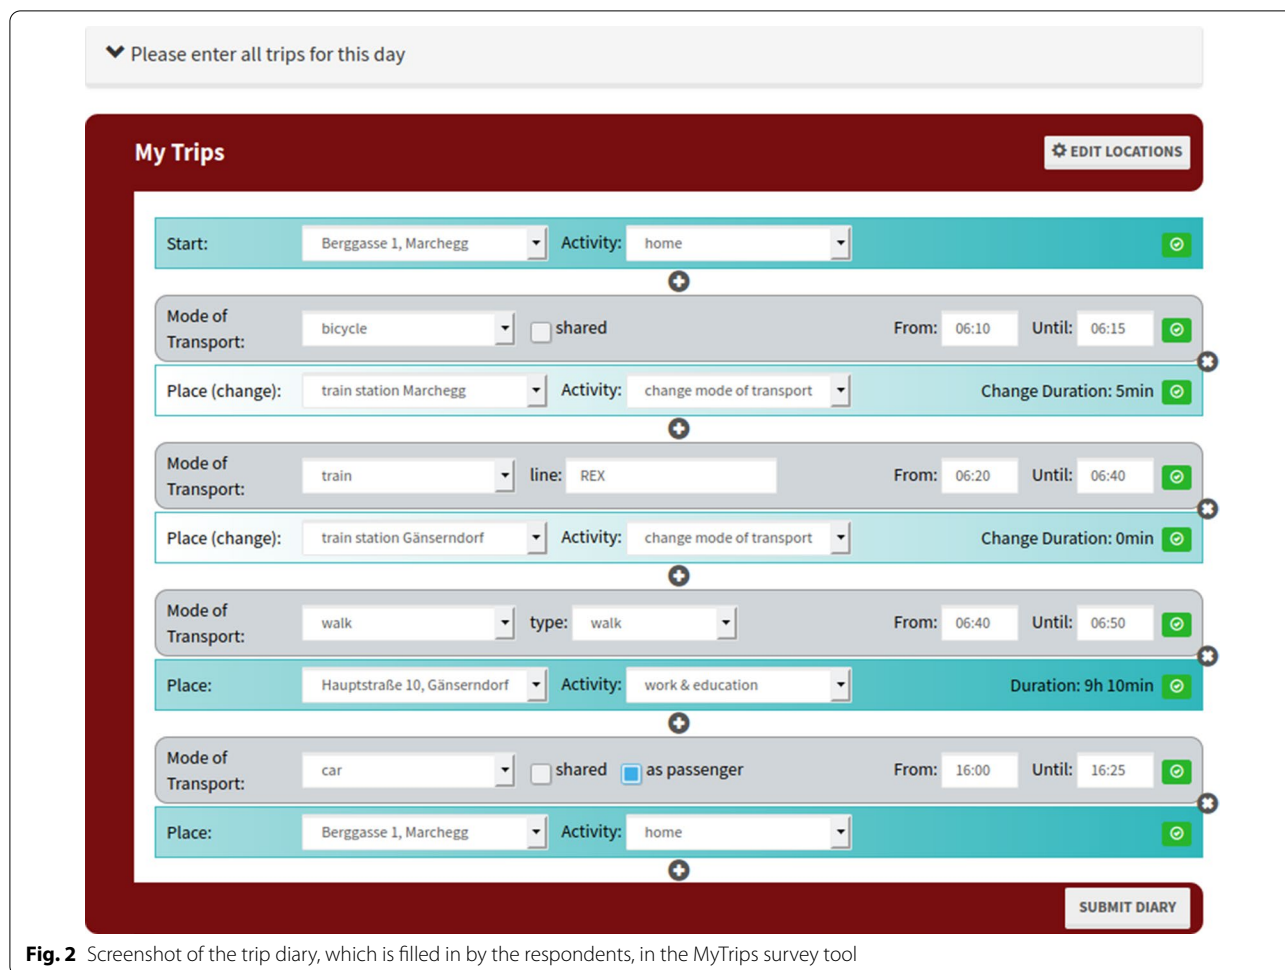 Please enter all trips for this day
My Trips
EDIT LOCATIONS
Start: Berggasse 1, Marchegg Activity: home
Mode of Transport: bicycle shared From: 06:10 Until: 06:15
Place (change): train station Marchegg Activity: change mode of transport Change Duration: 5min
Mode of Transport: train line: REX From: 06:20 Until: 06:40
Place (change): train station Gänserndorf Activity: change mode of transport Change Duration: 0min
Mode of Transport: walk type: walk From: 06:40 Until: 06:50
Place: Hauptstraße 10, Gänserndorf Activity: work & education Duration: 9h 10min
Mode of Transport: car shared as passenger From: 16:00 Until: 16:25
Place: Berggasse 1, Marchegg Activity: home
SUBMIT DIARY
Fig. 2 Screenshot of the trip diary, which is filled in by the respondents, in the MyTrips survey tool